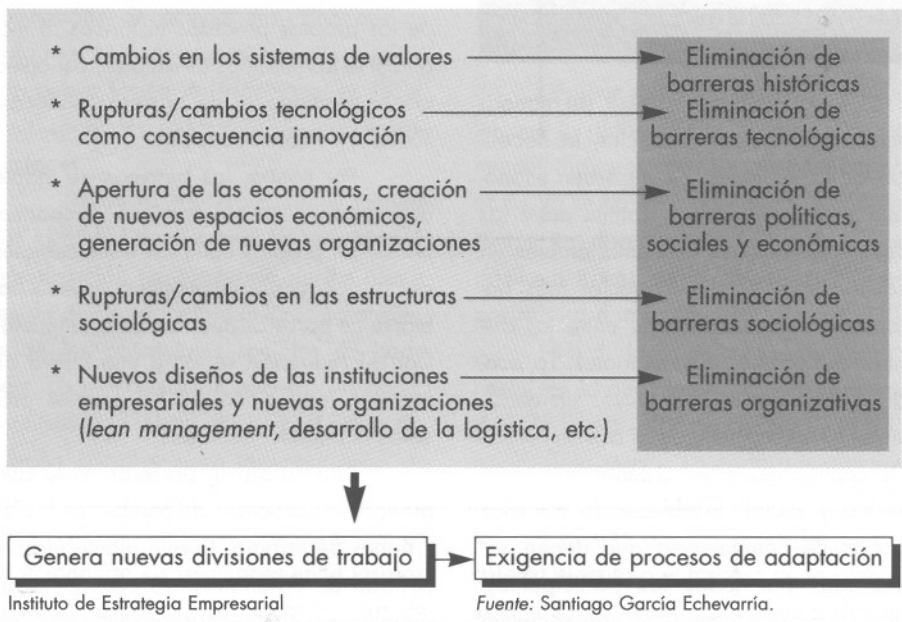 * Cambios en los sistemas de valores
Eliminación de
barreras históricas
* Rupturas/cambios tecnológicos
como consecuencia innovación
Eliminación de
barreras tecnológicas
* Apertura de las economías, creación
de nuevos espacios económicos,
generación de nuevas organizaciones
Eliminación de
barreras políticas,
sociales y económicas
* Rupturas/cambios en las estructuras
sociológicas
Eliminación de
barreras sociológicas
* Nuevos diseños de las instituciones
empresariales y nuevas organizaciones
(lean management, desarrollo de la logística, etc.)
Eliminación de
barreras organizativas
Genera nuevas divisiones de trabajo
Exigencia de procesos de adaptación
Instituto de Estrategia Empresarial
Fuente: Santiago García Echevarría.